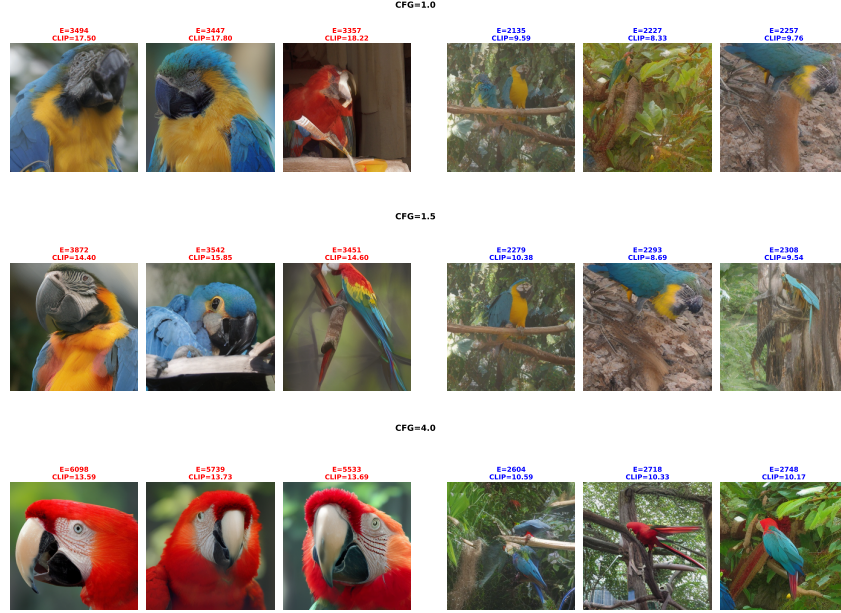 CFG=1.0
E=3494
CLIP=17.50
E=3447
CLIP=17.80
E=3357
CLIP=18.22
E=2135
CLIP=9.59
E=2227
CLIP=8.33
E=2257
CLIP=9.76
CFG=1.5
E=3872
CLIP=14.40
E=3542
CLIP=15.85
E=3451
CLIP=14.60
E=2279
CLIP=10.38
E=2293
CLIP=8.69
E=2308
CLIP=9.54
CFG=4.0
E=6098
CLIP=13.59
E=5739
CLIP=13.73
E=5533
CLIP=13.69
E=2604
CLIP=10.59
E=2718
CLIP=10.33
E=2748
CLIP=10.17